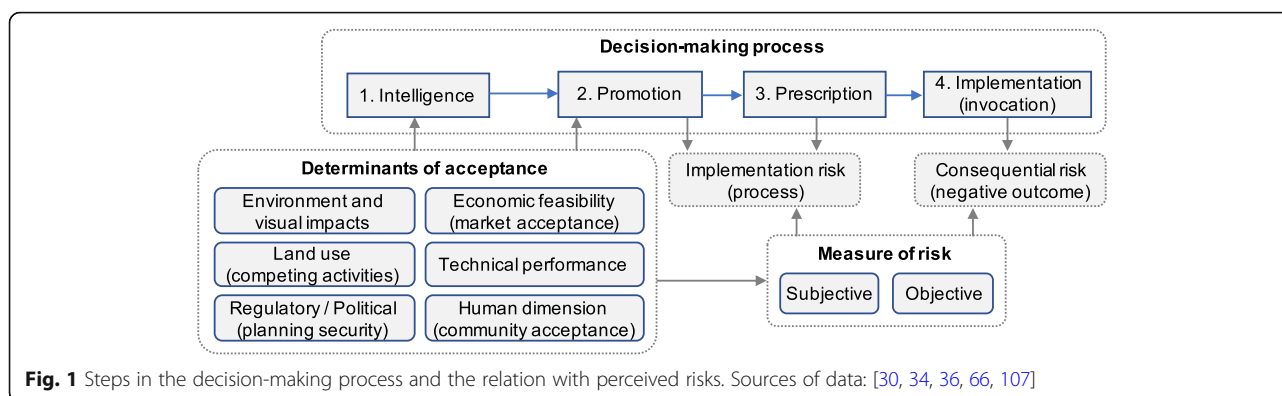 Decision-making process
1. Intelligence
2. Promotion
3. Prescription
4. Implementation
(invocation)
Determinants of acceptance
Environment and
visual impacts
Economic feasibility
(market acceptance)
Land use
(competing activities)
Technical performance
Regulatory / Political
(planning security)
Human dimension
(community acceptance)
Implementation risk
(process)
Consequential risk
(negative outcome)
Measure of risk
Subjective
Objective
Fig. 1 Steps in the decision-making process and the relation with perceived risks. Sources of data: [30, 34, 36, 66, 107]